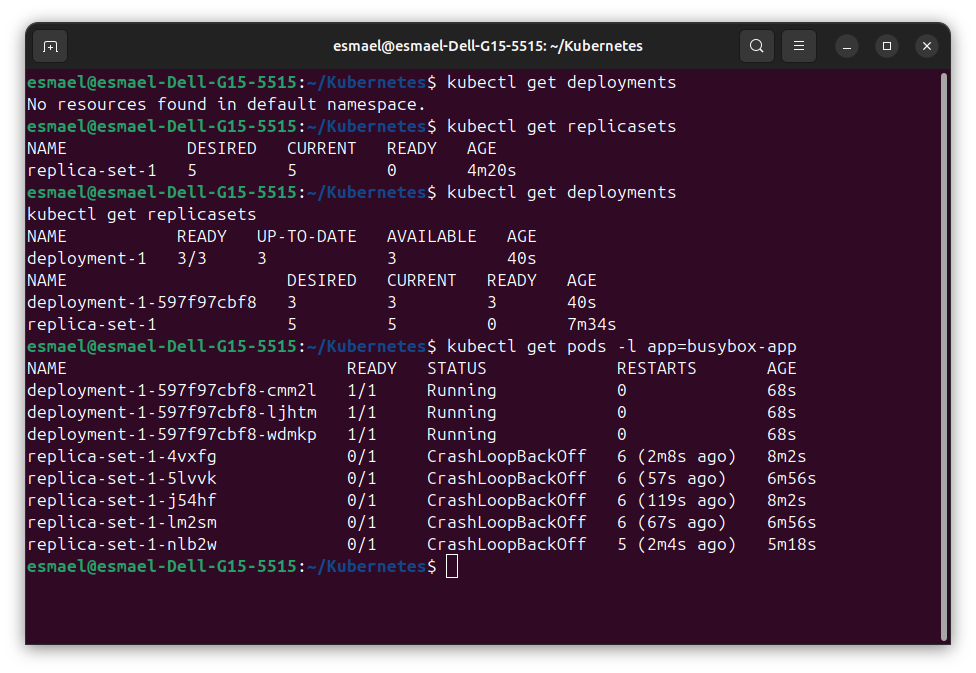 esmael@esmael-Dell-G15-5515: ~/Kubernetes
esmael@esmael-Dell-G15-5515:~/Kubernetes$ kubectl get deployments
No resources found in default namespace.
esmael@esmael-Dell-G15-5515:~/Kubernetes$ kubectl get replicasets
NAME            DESIRED   CURRENT   READY   AGE
replica-set-1   5         5         0       4m20s
esmael@esmael-Dell-G15-5515:~/Kubernetes$ kubectl get deployments
kubectl get replicasets
NAME           READY   UP-TO-DATE   AVAILABLE   AGE
deployment-1   3/3     3            3           40s
NAME                      DESIRED   CURRENT   READY   AGE
deployment-1-597f97cbf8   3         3         3       40s
replica-set-1             5         5         0       7m34s
esmael@esmael-Dell-G15-5515:~/Kubernetes$ kubectl get pods -l app=busybox-app
NAME                            READY   STATUS             RESTARTS       AGE
deployment-1-597f97cbf8-cmm2l   1/1     Running            0              68s
deployment-1-597f97cbf8-ljhtm   1/1     Running            0              68s
deployment-1-597f97cbf8-wdmkp   1/1     Running            0              68s
replica-set-1-4vxfg             0/1     CrashLoopBackOff   6 (2m8s ago)   8m2s
replica-set-1-5lvvk             0/1     CrashLoopBackOff   6 (57s ago)    6m56s
replica-set-1-j54hf             0/1     CrashLoopBackOff   6 (119s ago)   8m2s
replica-set-1-lm2sm             0/1     CrashLoopBackOff   6 (67s ago)    6m56s
replica-set-1-nlb2w             0/1     CrashLoopBackOff   5 (2m4s ago)   5m18s
esmael@esmael-Dell-G15-5515:~/Kubernetes$